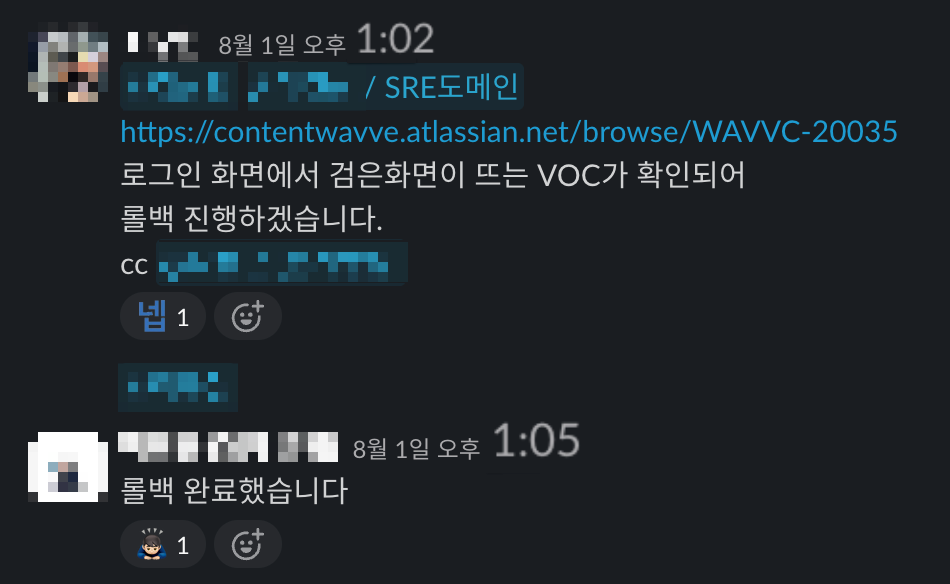 8월 1일 오후 1:02
/ SRE도메인
https://contentwavve.atlassian.net/browse/WAVVC-20035
로그인 화면에서 검은화면이 뜨는 VOC가 확인되어
롤백 진행하겠습니다.
cc
넵 1
8월 1일 오후 1:05
롤백 완료했습니다
1